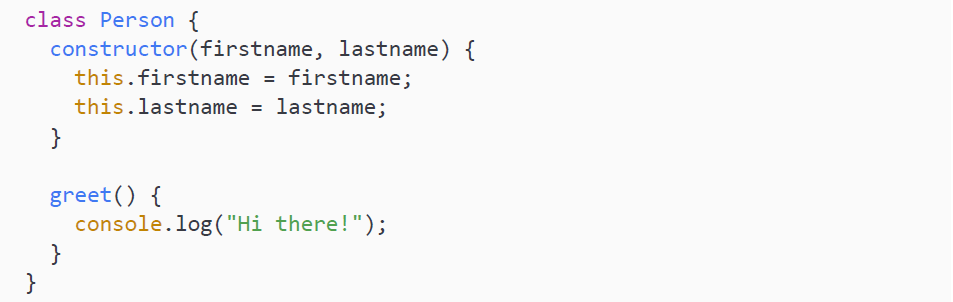 class Person {
  constructor(firstname, lastname) {
    this.firstname = firstname;
    this.lastname = lastname;
  }

  greet() {
    console.log("Hi there!");
  }
}